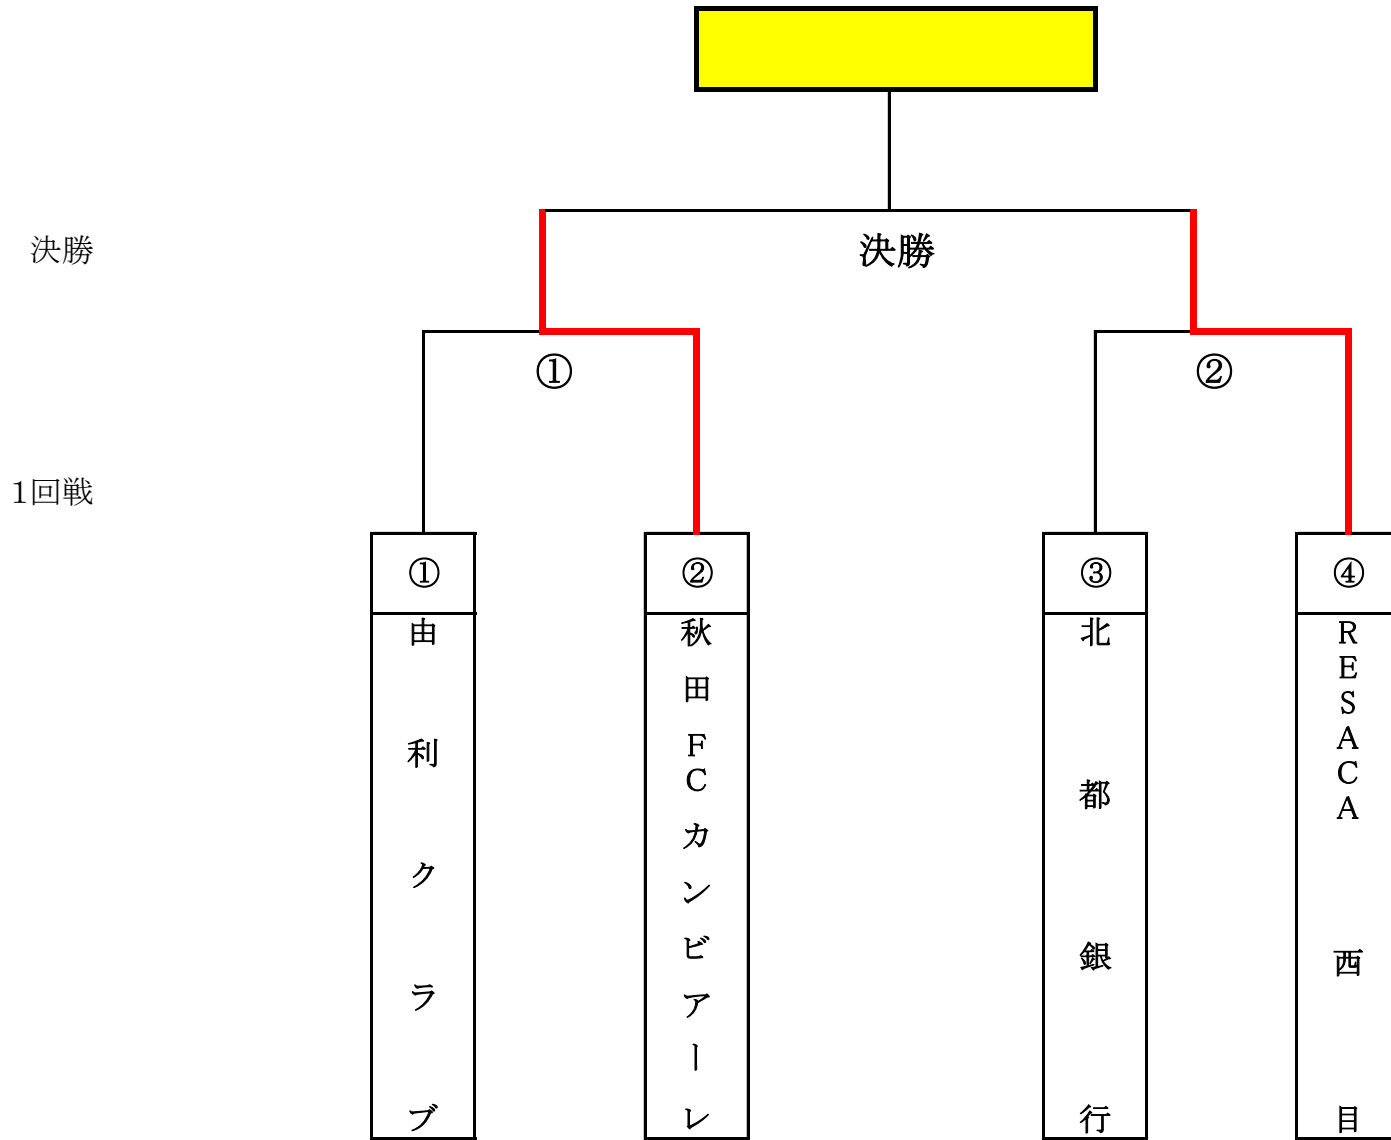 決勝
決勝
①
②
1回戦
①
②
③
④
由利クラブ
秋田FCカンビアーレ
北都銀行
RESACA西目